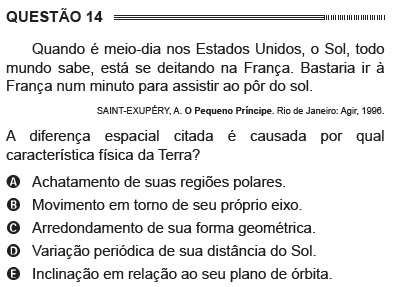 QUESTÃO 14
Quando é meio-dia nos Estados Unidos, o Sol, todo
mundo sabe, está se deitando na França. Bastaria ir à
França num minuto para assistir ao pôr do sol.
SAINT-EXUPÉRY, A. O Pequeno Príncipe. Rio de Janeiro: Agir, 1996.
A diferença espacial citada é causada por qual
característica física da Terra?
A Achatamento de suas regiões polares.
B Movimento em torno de seu próprio eixo.
C Arredondamento de sua forma geométrica.
D Variação periódica de sua distância do Sol.
E Inclinação em relação ao seu plano de órbita.